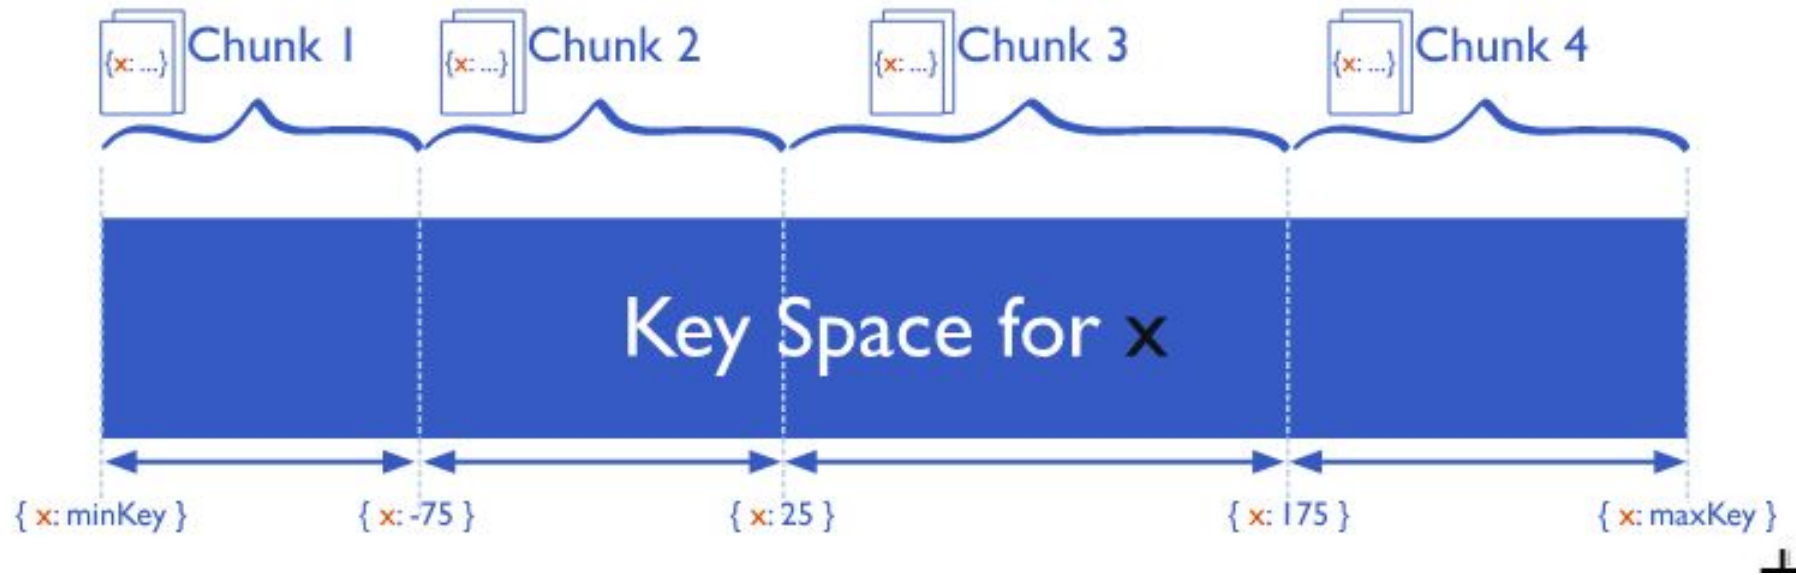 {x: ...} Chunk 1 {x: ...} Chunk 2 {x: ...} Chunk 3 {x: ...} Chunk 4
Key Space for x
{ x: minKey } { x: -75 } { x: 25 } { x: 175 } { x: maxKey }